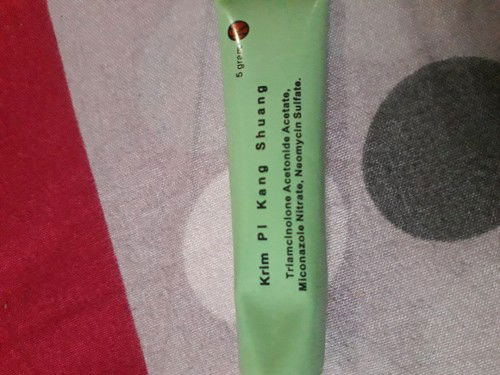 5 gram
Krim PI Kang Shuang
Triamcinolone Acetonide Acetate,
Miconazole Nitrate, Neomycin Sulfate.